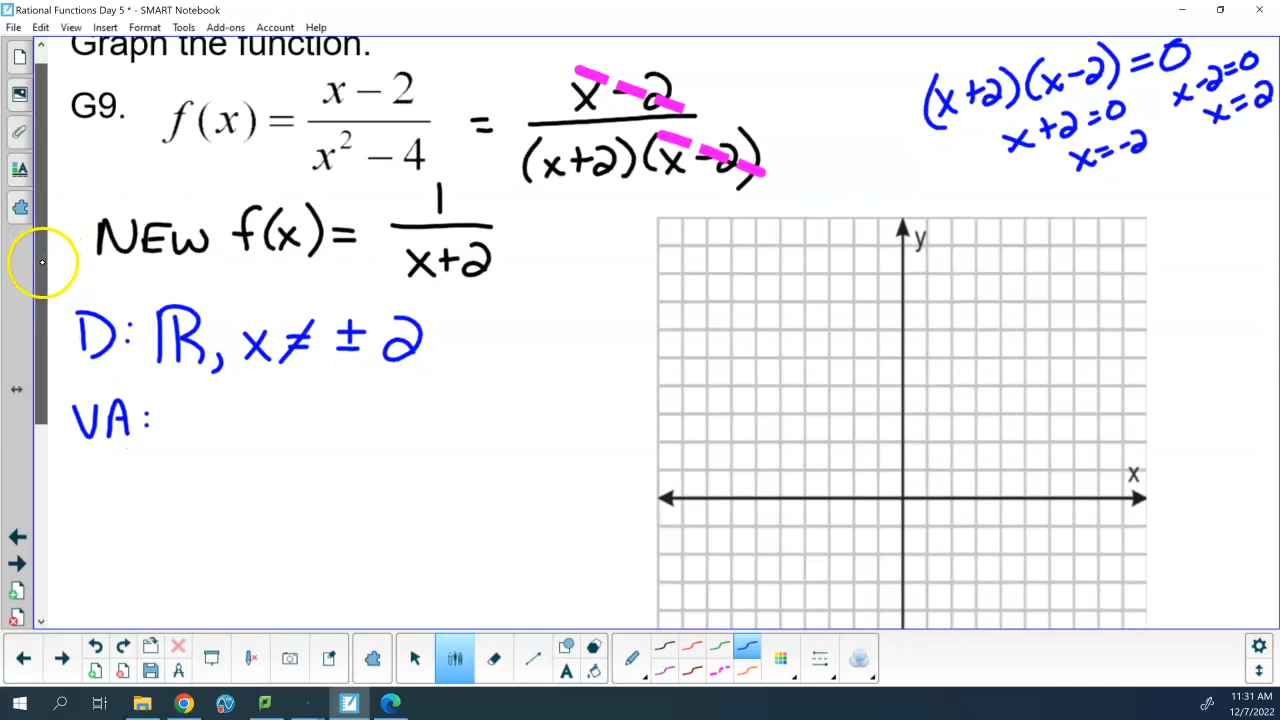 Rational Functions Day 5 * - SMART Notebook
File Edit View Insert Format Tools Add-ons Account Help
Graph the function.
G9. f(x) = x − 2 / x² − 4 = x - 2 / (x+2)(x-2)
(x+2)(x-2) = 0
x+2=0 x-2=0
x=-2 x=2
NEW f(x) = 1 / x+2
D: ℝ, x ≠ ± 2
VA:
y
x
11:31 AM
12/7/2022